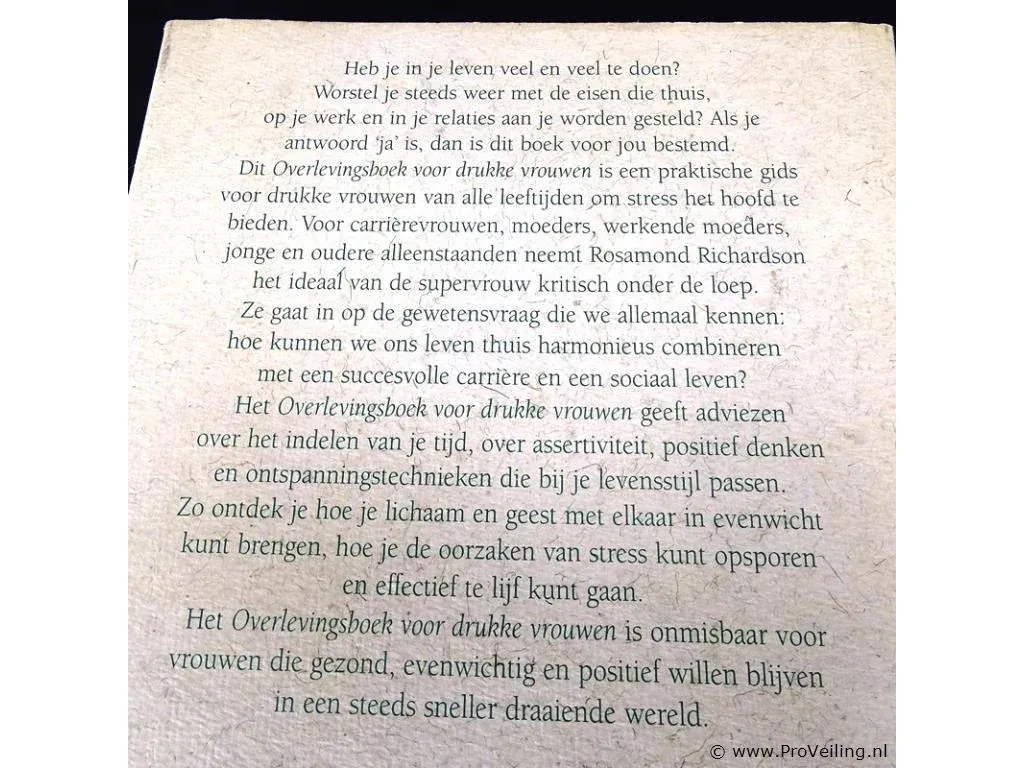 Heb je in je leven veel en veel te doen?
Worstel je steeds weer met de eisen die thuis,
op je werk en in je relaties aan je worden gesteld? Als je
antwoord ‘ja’ is, dan is dit boek voor jou bestemd.
Dit Overlevingsboek voor drukke vrouwen is een praktische gids
voor drukke vrouwen van alle leeftijden om stress het hoofd te
bieden. Voor carrièrevrouwen, moeders, werkende moeders,
jonge en oudere alleenstaanden neemt Rosamond Richardson
het ideaal van de supervrouw kritisch onder de loep.
Ze gaat in op de gewetensvraag die we allemaal kennen:
hoe kunnen we ons leven thuis harmonieus combineren
met een succesvolle carrière en een sociaal leven?
Het Overlevingsboek voor drukke vrouwen geeft adviezen
over het indelen van je tijd, over assertiviteit, positief denken
en ontspanningstechnieken die bij je levensstijl passen.
Zo ontdek je hoe je lichaam en geest met elkaar in evenwicht
kunt brengen, hoe je de oorzaken van stress kunt opsporen
en effectief te lijf kunt gaan.
Het Overlevingsboek voor drukke vrouwen is onmisbaar voor
vrouwen die gezond, evenwichtig en positief willen blijven
in een steeds sneller draaiende wereld.
© www.ProVeiling.nl